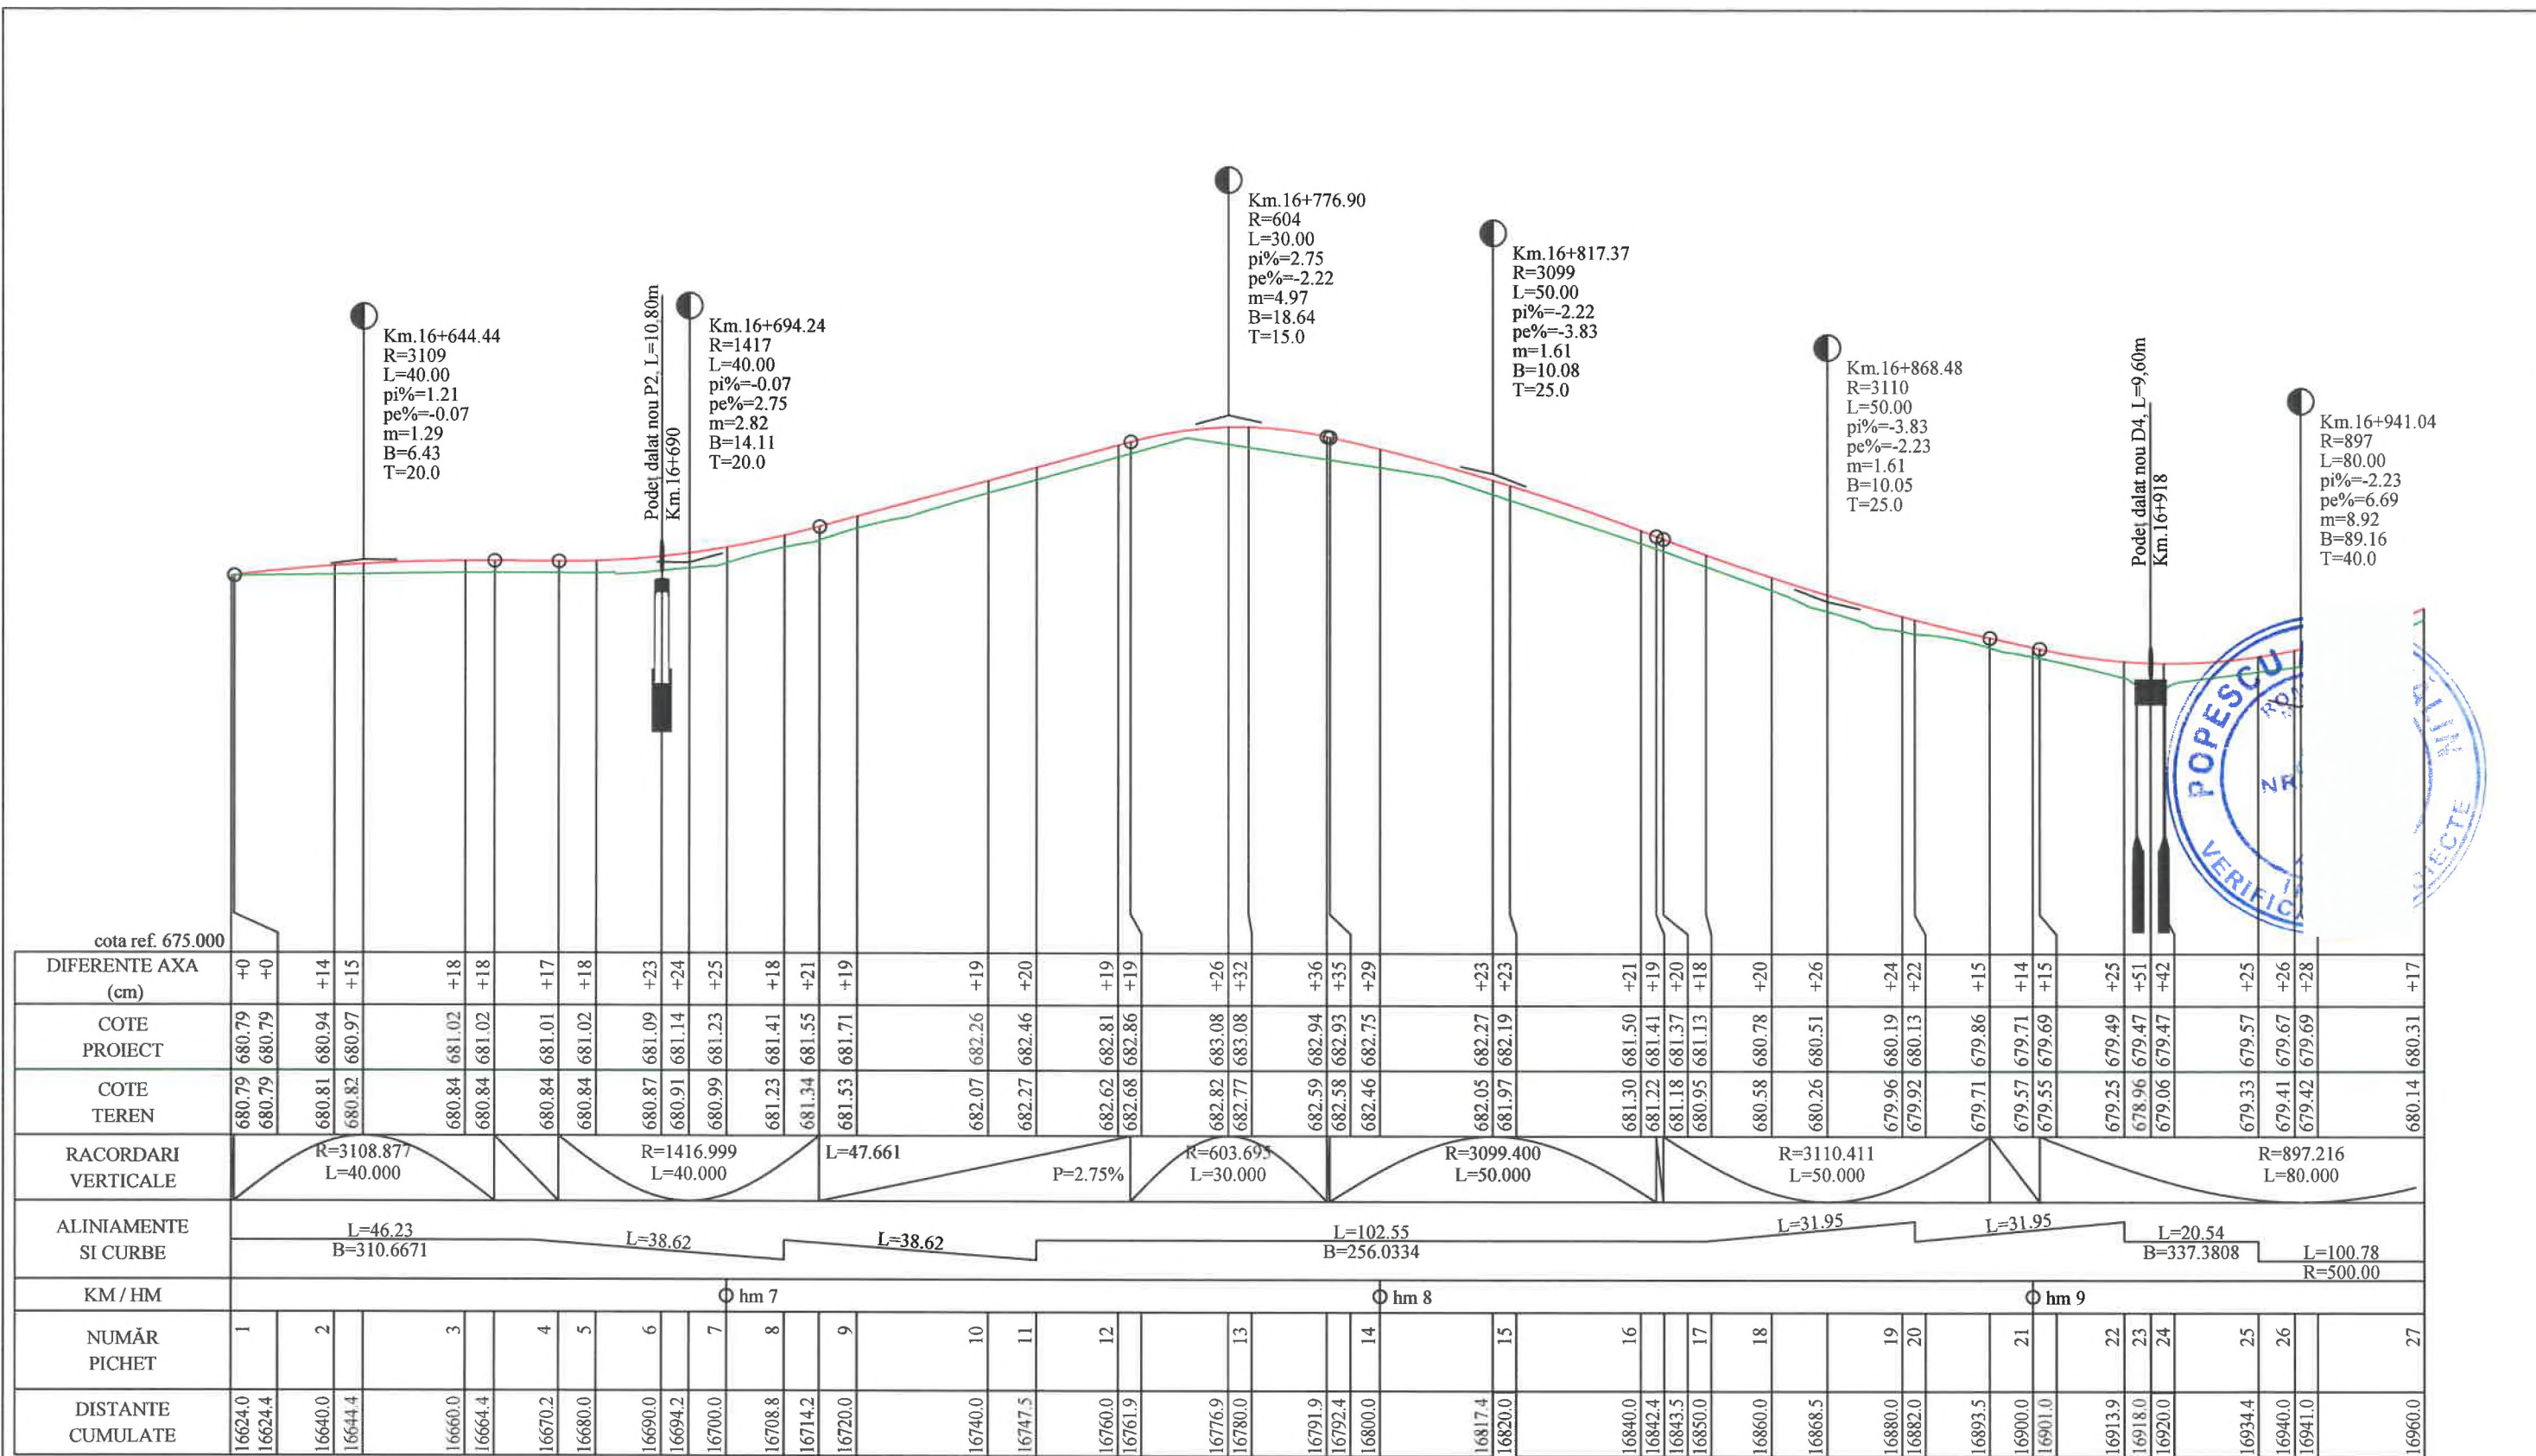 Km.16+644.44
R=3109
L=40.00
pi%=1.21
pe%=-0.07
m=1.29
B=6.43
T=20.0
Podeț dalat nou P2, L=10,80m
Km.16+690
Km.16+694.24
R=1417
L=40.00
pi%=-0.07
pe%=2.75
m=2.82
B=14.11
T=20.0
Km.16+776.90
R=604
L=30.00
pi%=2.75
pe%=-2.22
m=4.97
B=18.64
T=15.0
Km.16+817.37
R=3099
L=50.00
pi%=-2.22
pe%=-3.83
m=1.61
B=10.08
T=25.0
Km.16+868.48
R=3110
L=50.00
pi%=-3.83
pe%=-2.23
m=1.61
B=10.05
T=25.0
Podeț dalat nou D4, L=9,60m
Km.16+918
Km.16+941.04
R=897
L=80.00
pi%=-2.23
pe%=6.69
m=8.92
B=89.16
T=40.0
POPESCU
NR
cota ref. 675.000
DIFERENTE AXA
(cm)
+0 +0 +14 +15 +18 +18 +17 +18 +23 +24 +25 +18 +21 +19 +19 +20 +19 +19 +26 +32 +36 +35 +29 +23 +23 +21 +19 +20 +18 +20 +26 +24 +22 +15 +14 +15 +25 +51 +42 +25 +26 +28 +17
COTE
PROIECT
680.79 680.79 680.94 680.97 681.02 681.02 681.01 681.02 681.09 681.14 681.23 681.41 681.55 681.71 682.26 682.46 682.81 682.86 683.08 683.08 682.94 682.93 682.75 682.27 682.19 681.50 681.41 681.37 681.13 680.78 680.51 680.19 680.13 679.86 679.71 679.69 679.49 679.47 679.47 679.57 679.67 679.69 680.31
COTE
TEREN
680.79 680.79 680.81 680.82 680.84 680.84 680.84 680.84 680.87 680.91 680.99 681.23 681.34 681.53 682.07 682.27 682.62 682.68 682.82 682.77 682.59 682.58 682.46 682.05 681.97 681.30 681.22 681.18 680.95 680.58 680.26 679.96 679.92 679.71 679.57 679.55 679.25 678.96 679.06 679.33 679.41 679.42 680.14
RACORDARI
VERTICALE
R=3108.877
L=40.000
R=1416.999
L=40.000
L=47.661
P=2.75%
R=603.695
L=30.000
R=3099.400
L=50.000
R=3110.411
L=50.000
R=897.216
L=80.000
ALINIAMENTE
SI CURBE
L=46.23
B=310.6671
L=38.62
L=38.62
L=102.55
B=256.0334
L=31.95
L=31.95
L=20.54
B=337.3808
L=100.78
R=500.00
KM / HM
hm 7
hm 8
hm 9
NUMĂR
PICHET
1 2 3 4 5 6 7 8 9 10 11 12 13 14 15 16 17 18 19 20 21 22 23 24 25 26 27
DISTANTE
CUMULATE
16624.0 16624.4 16640.0 16644.4 16660.0 16664.4 16670.2 16680.0 16690.0 16694.2 16700.0 16708.8 16714.2 16720.0 16740.0 16747.5 16760.0 16761.9 16776.9 16780.0 16791.9 16792.4 16800.0 16817.4 16820.0 16840.0 16842.4 16843.5 16850.0 16860.0 16868.5 16880.0 16882.0 16893.5 16900.0 16901.0 16913.9 16918.0 16920.0 16934.4 16940.0 16941.0 16960.0